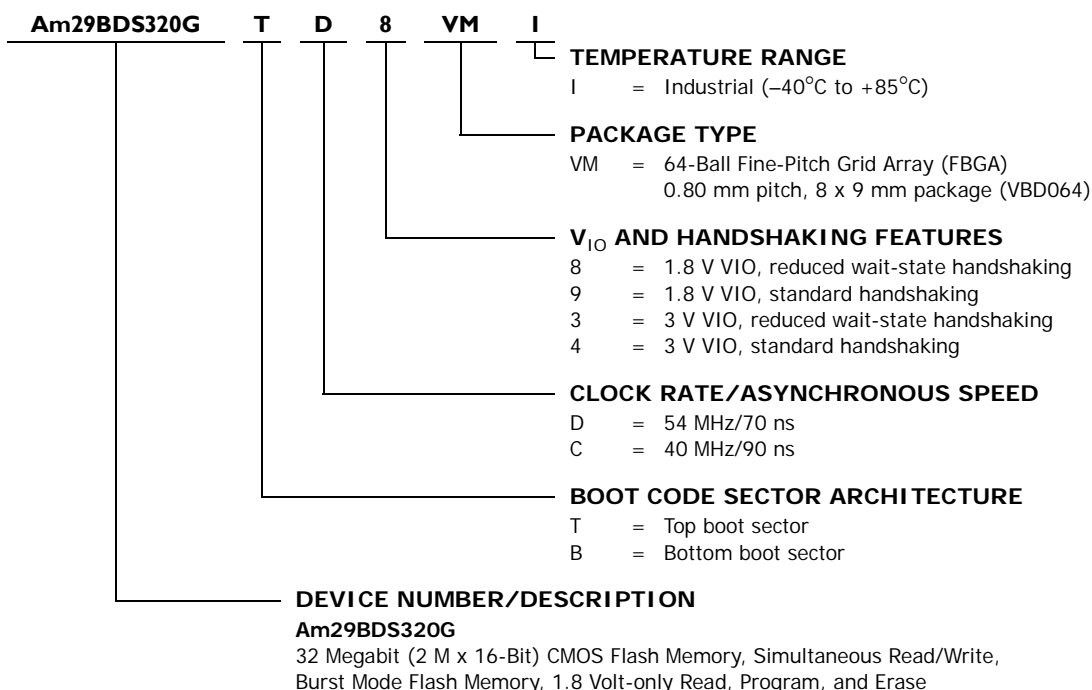 Am29BDS320G T D 8 VM I
TEMPERATURE RANGE
I = Industrial (–40°C to +85°C)
PACKAGE TYPE
VM = 64-Ball Fine-Pitch Grid Array (FBGA)
0.80 mm pitch, 8 x 9 mm package (VBD064)
VIO AND HANDSHAKING FEATURES
8 = 1.8 V VIO, reduced wait-state handshaking
9 = 1.8 V VIO, standard handshaking
3 = 3 V VIO, reduced wait-state handshaking
4 = 3 V VIO, standard handshaking
CLOCK RATE/ASYNCHRONOUS SPEED
D = 54 MHz/70 ns
C = 40 MHz/90 ns
BOOT CODE SECTOR ARCHITECTURE
T = Top boot sector
B = Bottom boot sector
DEVICE NUMBER/DESCRIPTION
Am29BDS320G
32 Megabit (2 M x 16-Bit) CMOS Flash Memory, Simultaneous Read/Write,
Burst Mode Flash Memory, 1.8 Volt-only Read, Program, and Erase